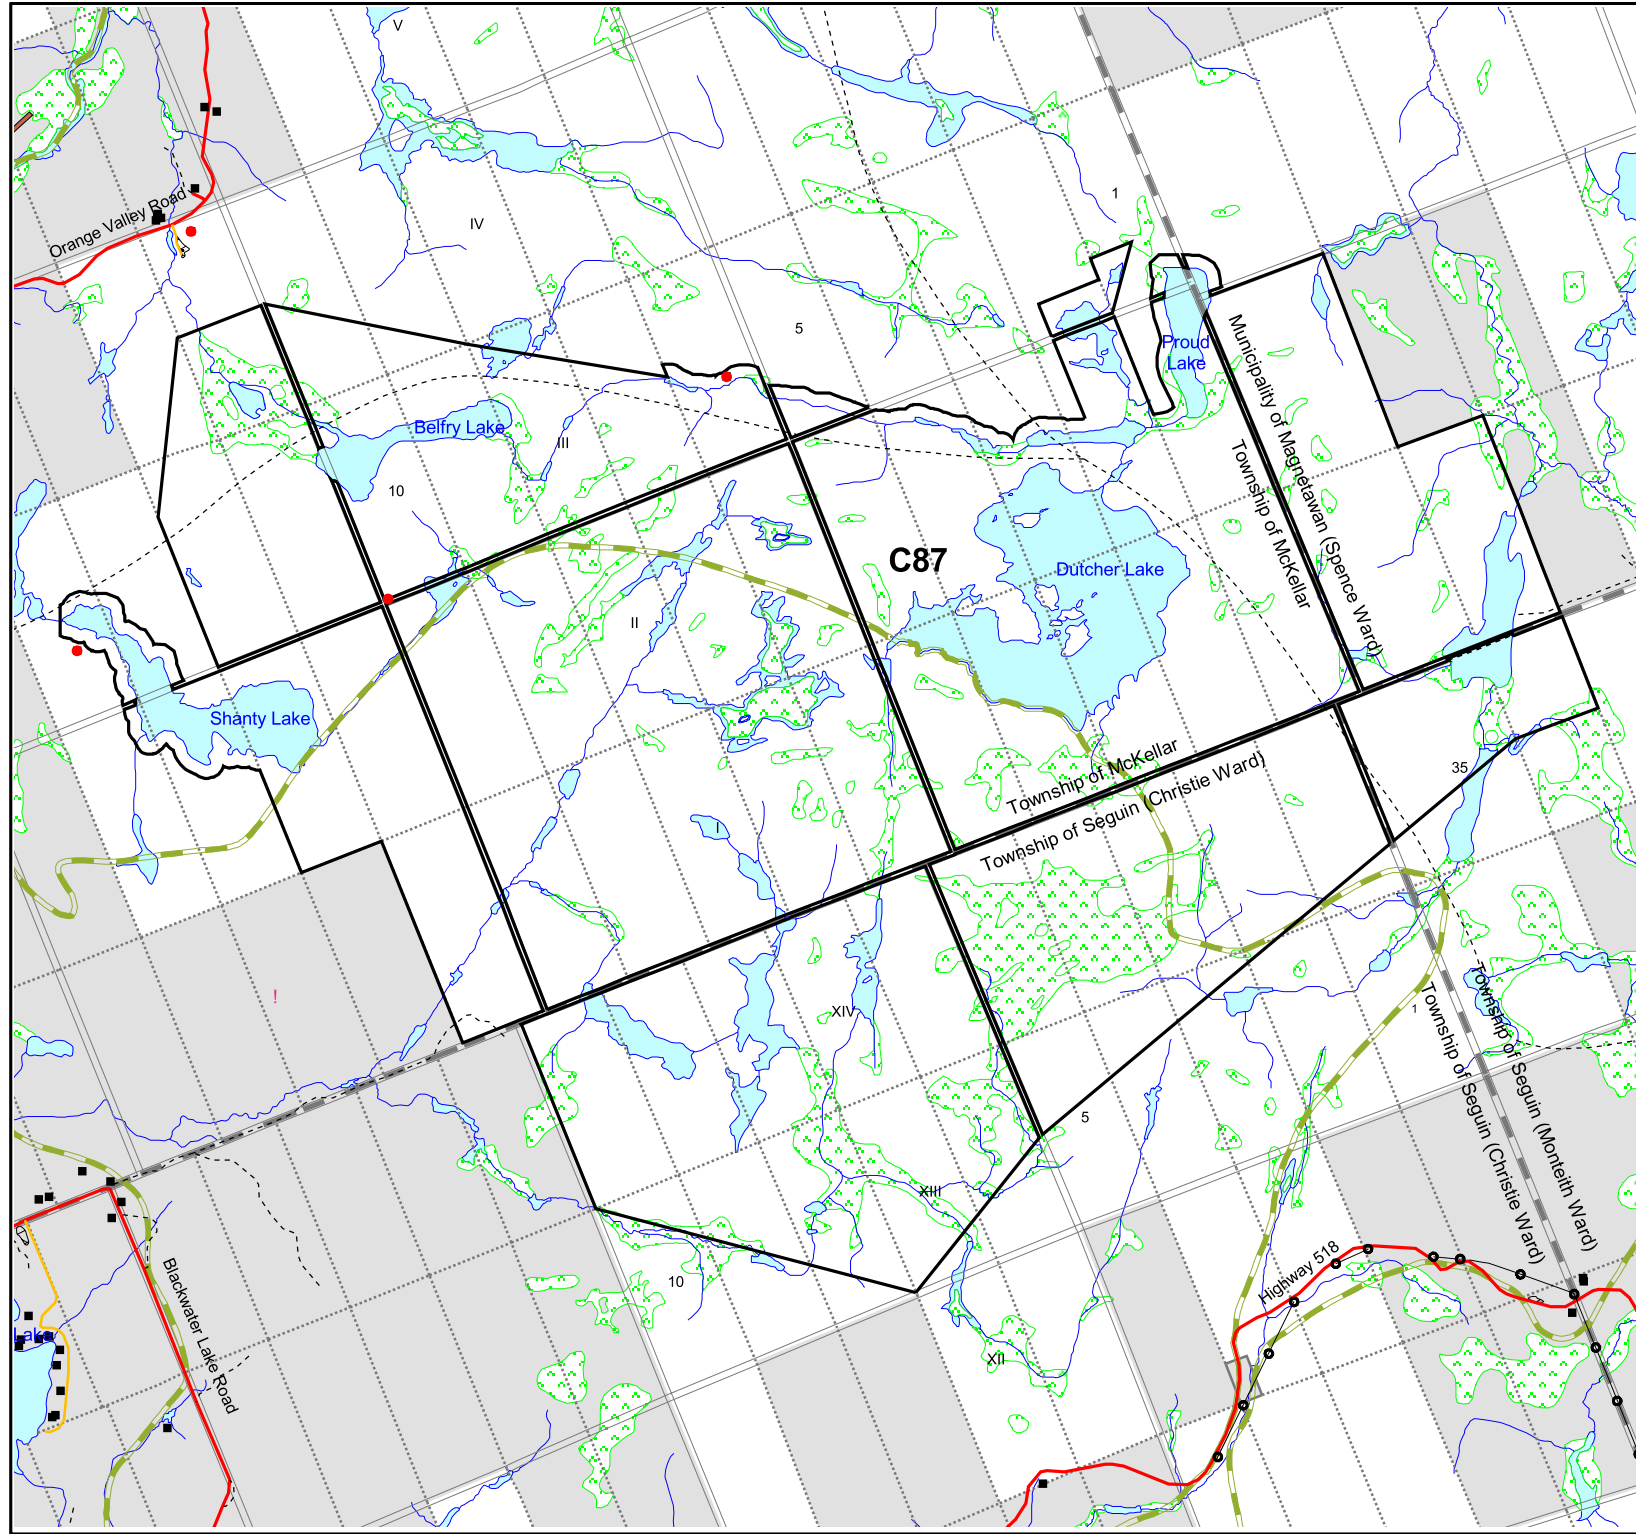 V
Orange Valley Road
IV
1
5
Proud
Lake
Municipality of Magnetawan (Spence Ward)
Township of McKellar
Belfry Lake
III
10
C87
Dutcher Lake
II
Shanty Lake
Township of McKellar
Township of Seguin (Christie Ward)
35
I
!
XIV
1
Township of Seguin (Monteith Ward)
Township of Seguin (Christie Ward)
5
XIII
10
Highway 518
Blackwater Lake Road
Lake
XII